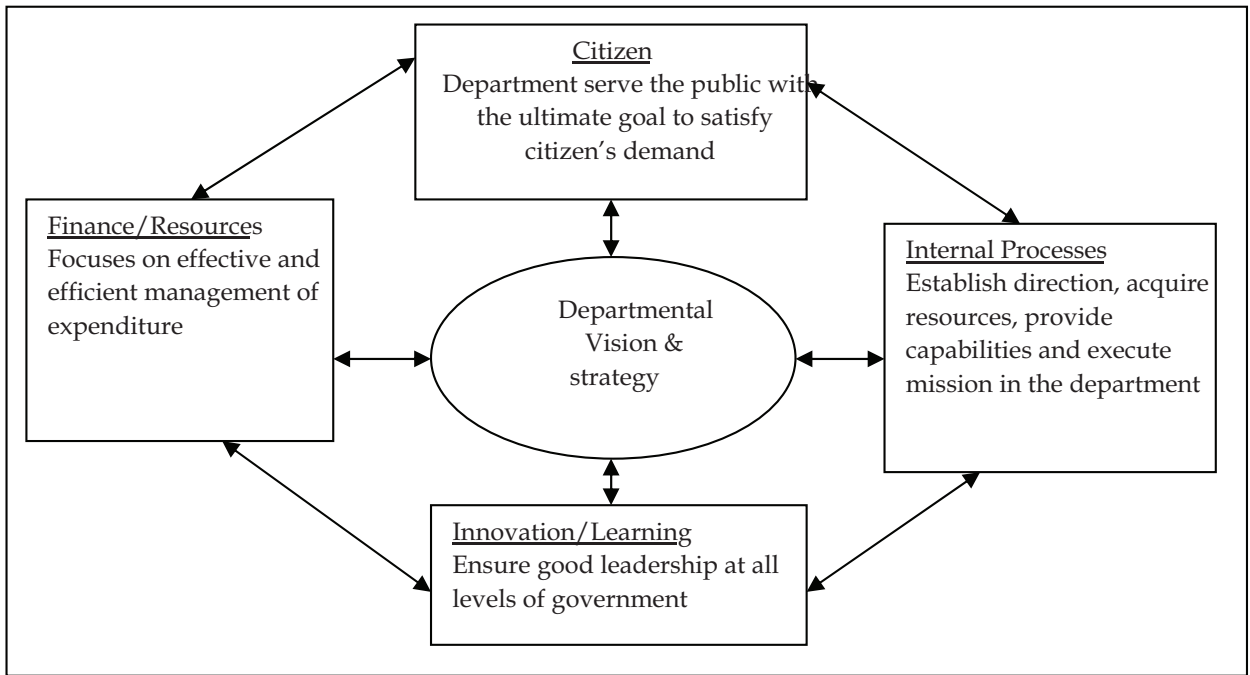 Citizen
Department serve the public with
the ultimate goal to satisfy
citizen’s demand
Finance/Resources
Focuses on effective and
efficient management of
expenditure
Departmental
Vision &
strategy
Internal Processes
Establish direction, acquire
resources, provide
capabilities and execute
mission in the department
Innovation/Learning
Ensure good leadership at all
levels of government